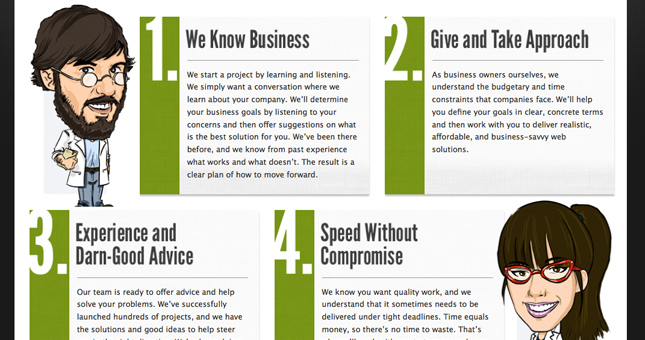 1.
We Know Business
We start a project by learning and listening.
We simply want a conversation where we
learn about your company. We'll determine
your business goals by listening to your
concerns and then offer suggestions on what
is the best solution for you. We've been there
before, and we know from past experience
what works and what doesn't. The result is a
clear plan of how to move forward.
2.
Give and Take Approach
As business owners ourselves, we
understand the budgetary and time
constraints that companies face. We'll help
you define your goals in clear, concrete terms
and then work with you to deliver realistic,
affordable, and business-savvy web
solutions.
3.
Experience and
Darn-Good Advice
Our team is ready to offer advice and help
solve your problems. We've successfully
launched hundreds of projects, and we have
the solutions and good ideas to help steer
4.
Speed Without
Compromise
We know you want quality work, and we
understand that it sometimes needs to be
delivered under tight deadlines. Time equals
money, so there's no time to waste. That's